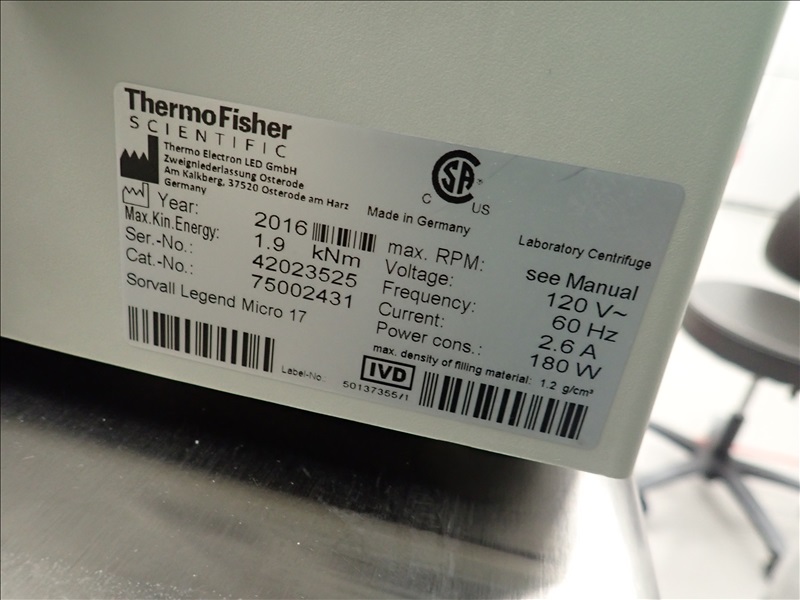 ThermoFisher
SCIENTIFIC
Thermo Electron LED GmbH
Zweigniederlassung Osterode
Am Kalkberg, 37520 Osterode am Harz
Germany
CSA®
C US
Made in Germany
Laboratory Centrifuge
Year: 2016
Max.Kin.Energy: 1.9 kNm
Ser.-No.: 42023525
Cat.-No.: 75002431
Sorvall Legend Micro 17
max. RPM: see Manual
Voltage: 120 V~
Frequency: 60 Hz
Current: 2.6 A
Power cons.: 180 W
max. density of filling material: 1.2 g/cm³
IVD
Label-No. 50137355/1